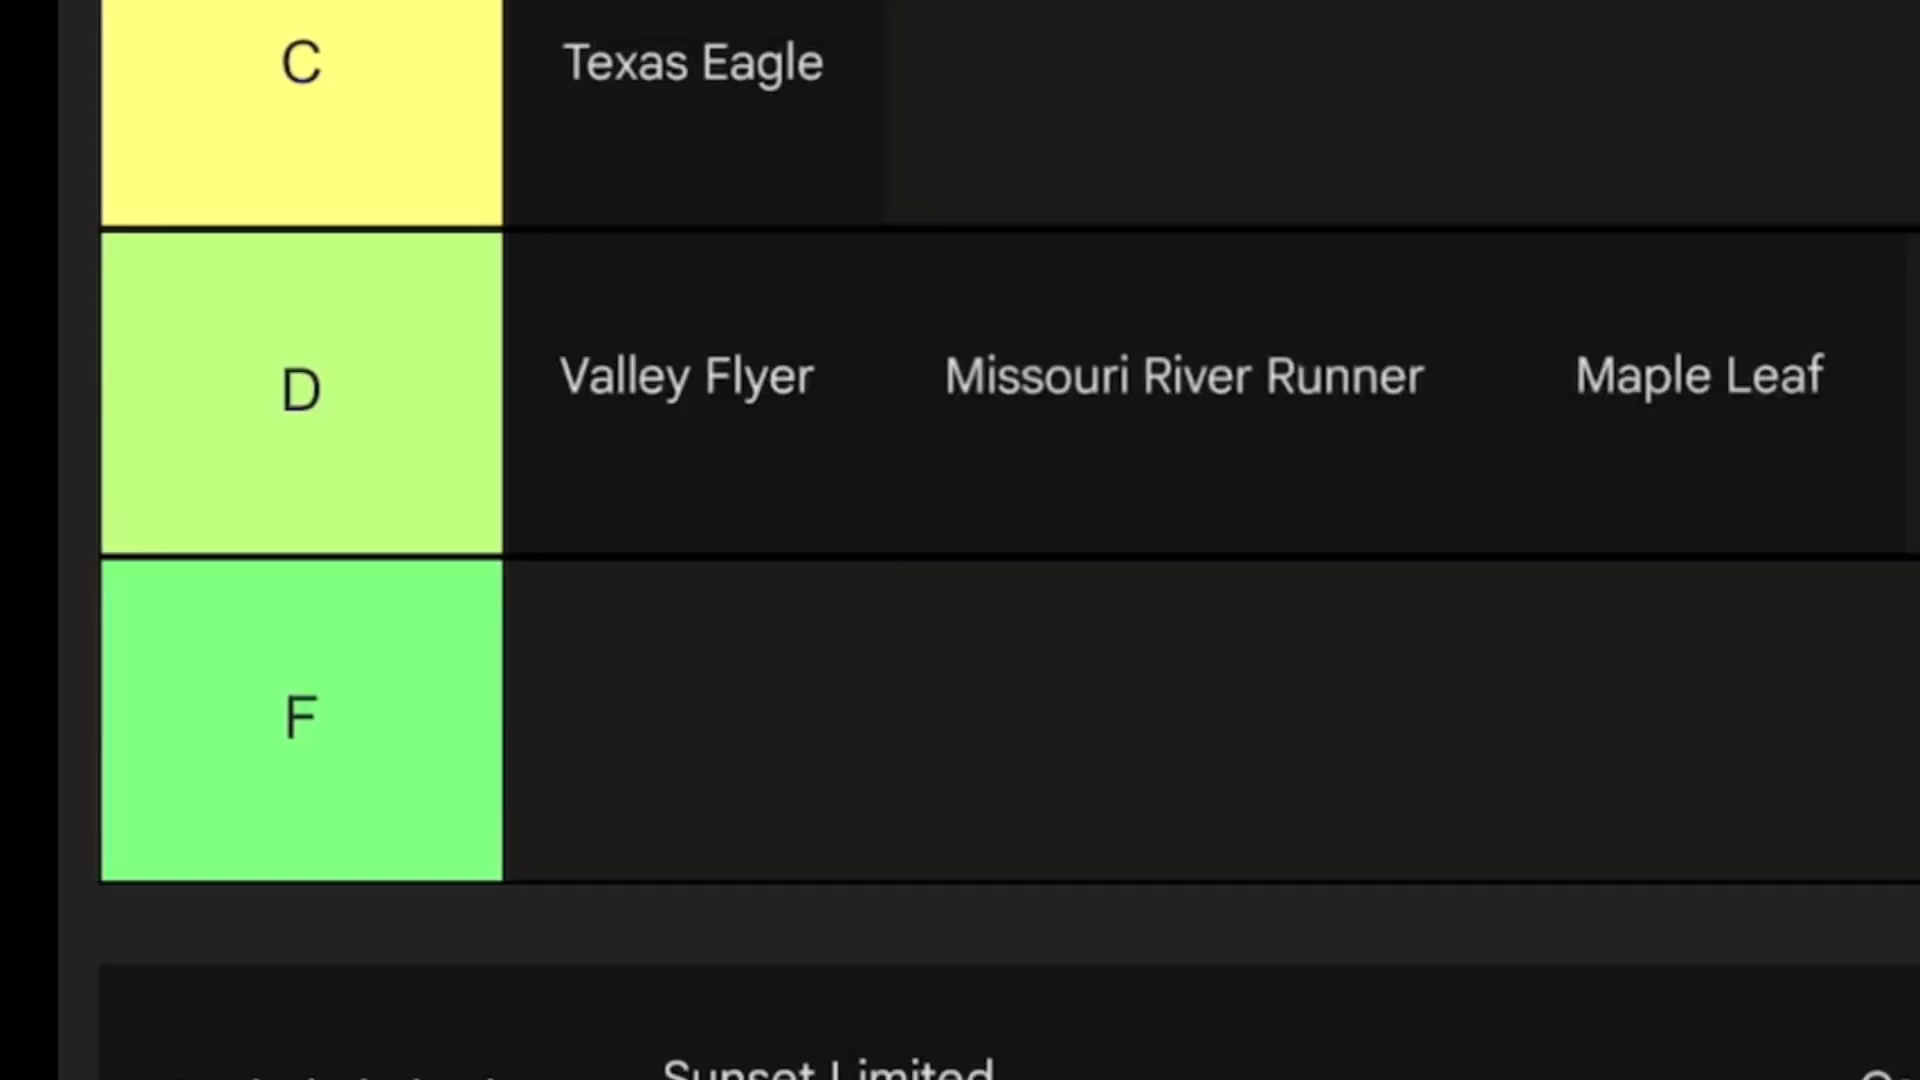 C Texas Eagle
D Valley Flyer Missouri River Runner Maple Leaf
F
Sunset Limited